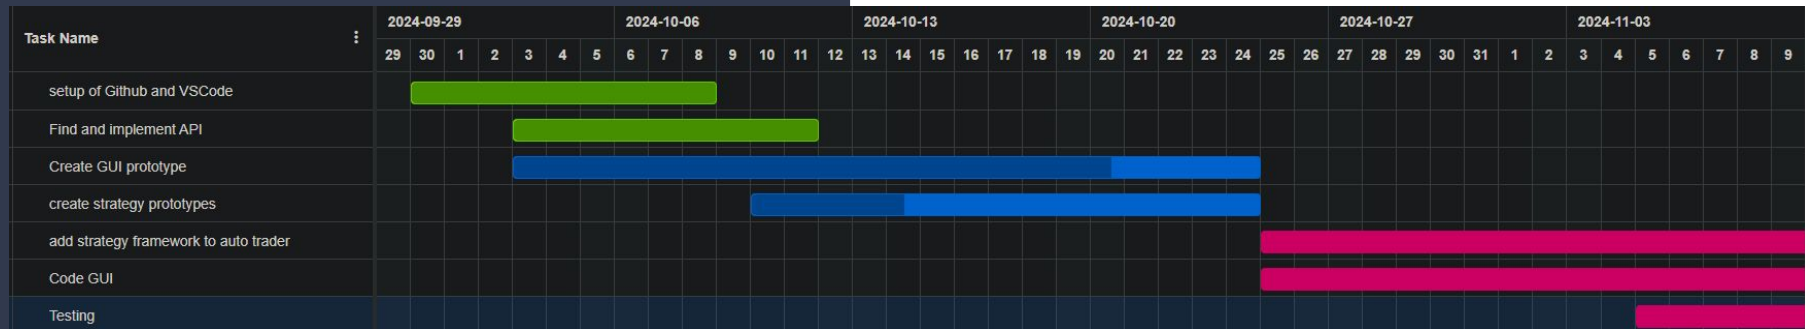 Task Name
2024-09-29 2024-10-06 2024-10-13 2024-10-20 2024-10-27 2024-11-03
29 30 1 2 3 4 5 6 7 8 9 10 11 12 13 14 15 16 17 18 19 20 21 22 23 24 25 26 27 28 29 30 31 1 2 3 4 5 6 7 8 9
setup of Github and VSCode
Find and implement API
Create GUI prototype
create strategy prototypes
add strategy framework to auto trader
Code GUI
Testing